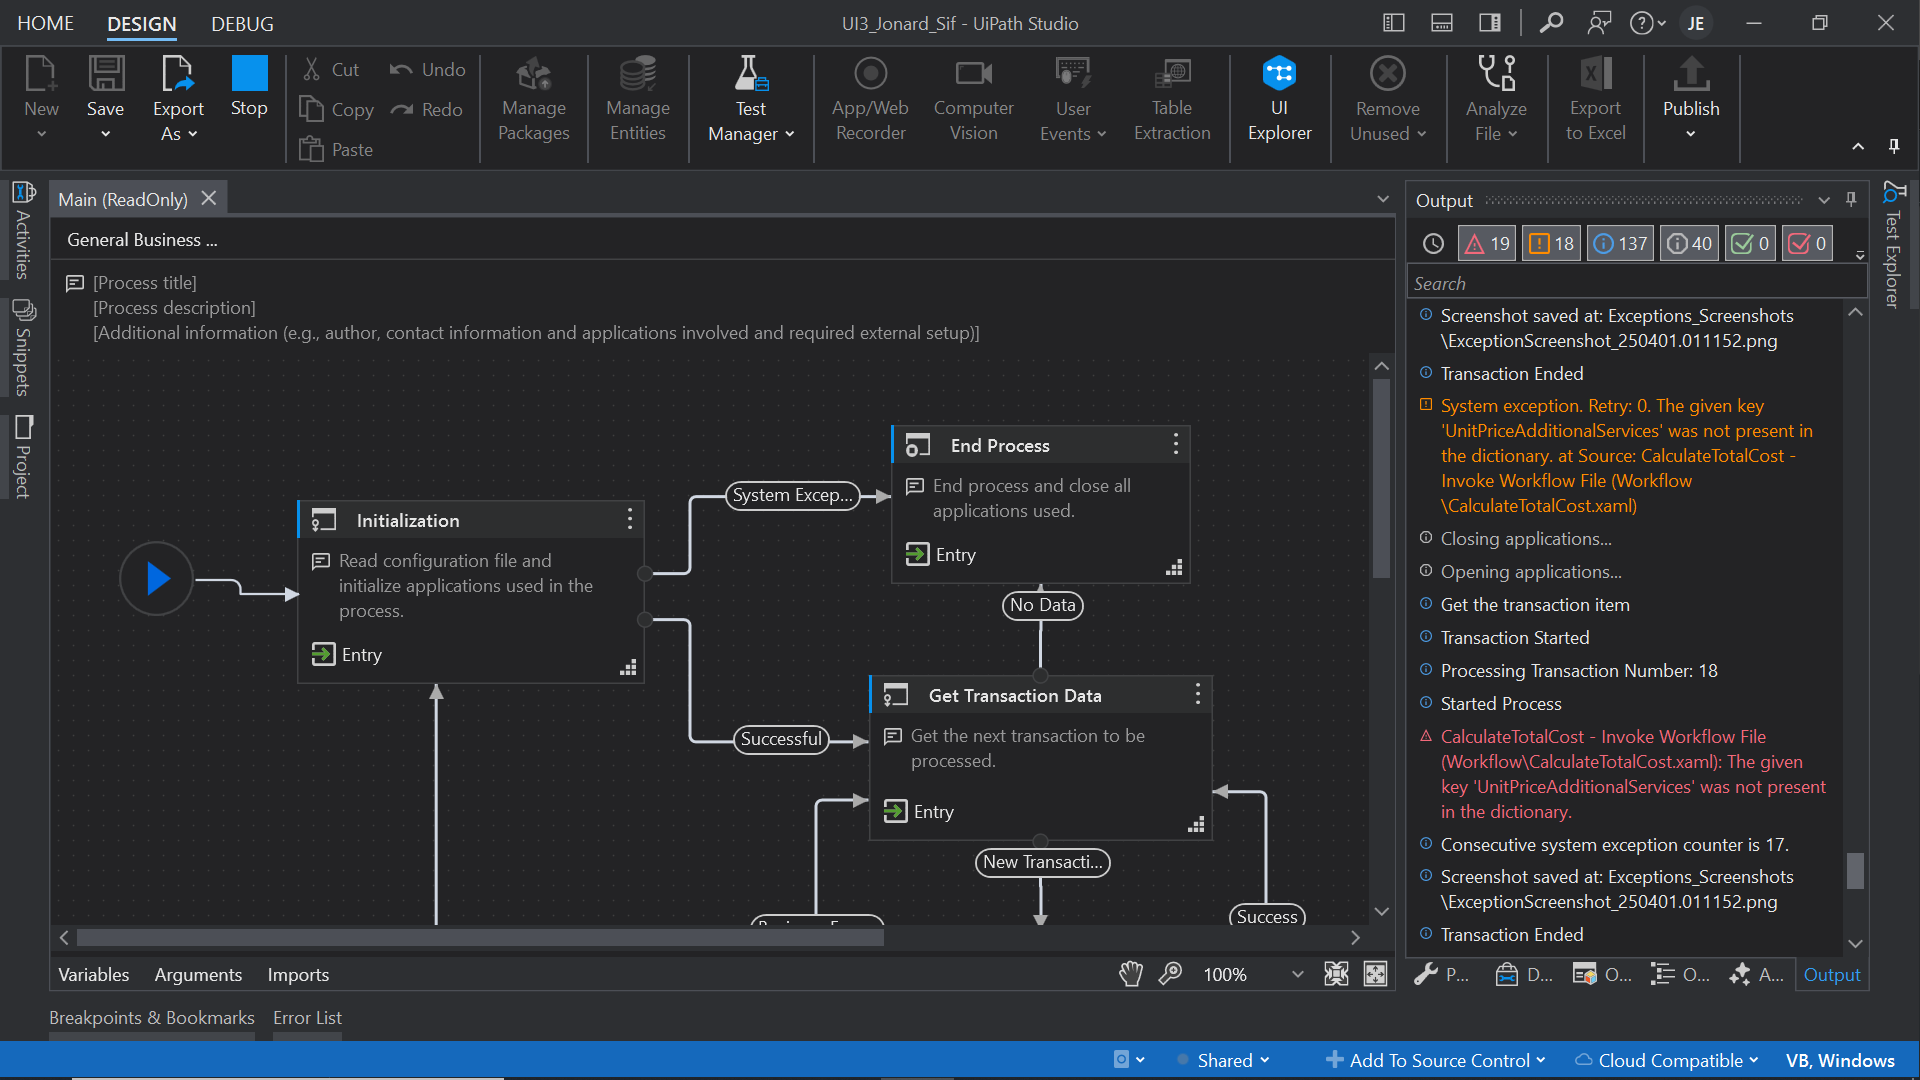 HOME
DESIGN
DEBUG
UI3_Jonard_Sif - UiPath Studio
JE
New
Save
Export
As
Stop
Cut
Copy
Paste
Undo
Redo
Manage
Packages
Manage
Entities
Test
Manager
App/Web
Recorder
Computer
Vision
User
Events
Table
Extraction
UI
Explorer
Remove
Unused
Analyze
File
Export
to Excel
Publish
Activities
Snippets
Project
Main (ReadOnly)
General Business ...
[Process title]
[Process description]
[Additional information (e.g., author, contact information and applications involved and required external setup)]
Initialization
Read configuration file and
initialize applications used in the
process.
Entry
System Excep...
Successful
End Process
End process and close all
applications used.
Entry
No Data
Get Transaction Data
Get the next transaction to be
processed.
Entry
New Transacti...
Success
Variables
Arguments
Imports
100%
Output
19
18
137
40
0
0
Search
Screenshot saved at: Exceptions_Screenshots
\ExceptionScreenshot_250401.011152.png
Transaction Ended
System exception. Retry: 0. The given key
'UnitPriceAdditionalServices' was not present in
the dictionary. at Source: CalculateTotalCost -
Invoke Workflow File (Workflow
\CalculateTotalCost.xaml)
Closing applications...
Opening applications...
Get the transaction item
Transaction Started
Processing Transaction Number: 18
Started Process
CalculateTotalCost - Invoke Workflow File
(Workflow\CalculateTotalCost.xaml): The given
key 'UnitPriceAdditionalServices' was not present
in the dictionary.
Consecutive system exception counter is 17.
Screenshot saved at: Exceptions_Screenshots
\ExceptionScreenshot_250401.011152.png
Transaction Ended
P...
D...
O...
O...
A...
Output
Test Explorer
Breakpoints & Bookmarks
Error List
Shared
Add To Source Control
Cloud Compatible
VB, Windows